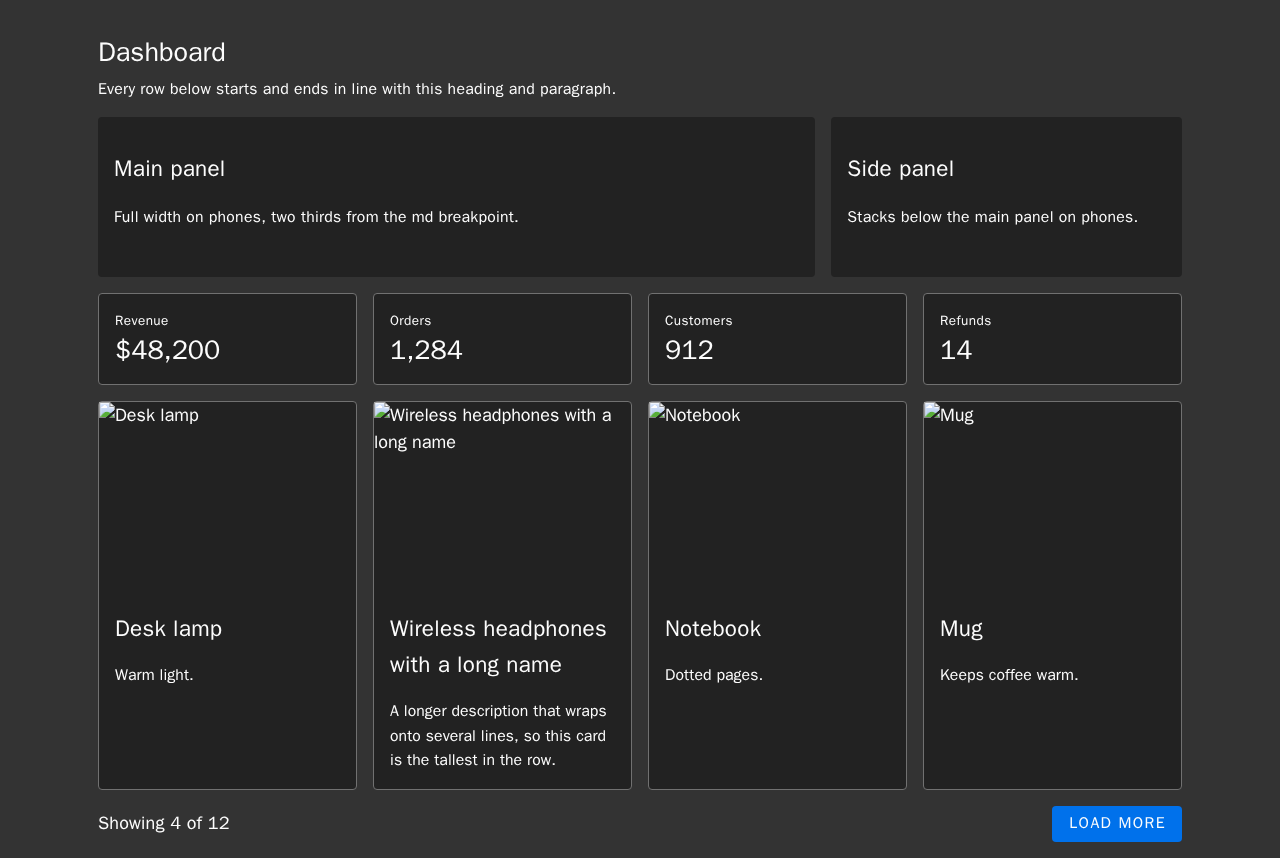 Dashboard
Every row below starts and ends in line with this heading and paragraph.
Main panel
Full width on phones, two thirds from the md breakpoint.
Side panel
Stacks below the main panel on phones.
Revenue
$48,200
Orders
1,284
Customers
912
Refunds
14
Desk lamp
Desk lamp
Warm light.
Wireless headphones with a
long name
Wireless headphones
with a long name
A longer description that wraps
onto several lines, so this card
is the tallest in the row.
Notebook
Notebook
Dotted pages.
Mug
Mug
Keeps coffee warm.
Showing 4 of 12
LOAD MORE